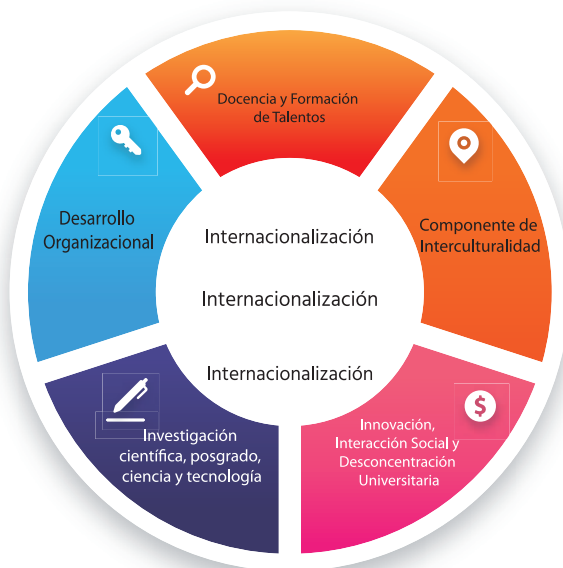 Docencia y Formación
de Talentos
Componente de
Interculturalidad
Innovación,
Interacción Social y
Desconcentración
Universitaria
$
Investigación
científica, posgrado,
ciencia y tecnología
Desarrollo
Organizacional
Internacionalización
Internacionalización
Internacionalización